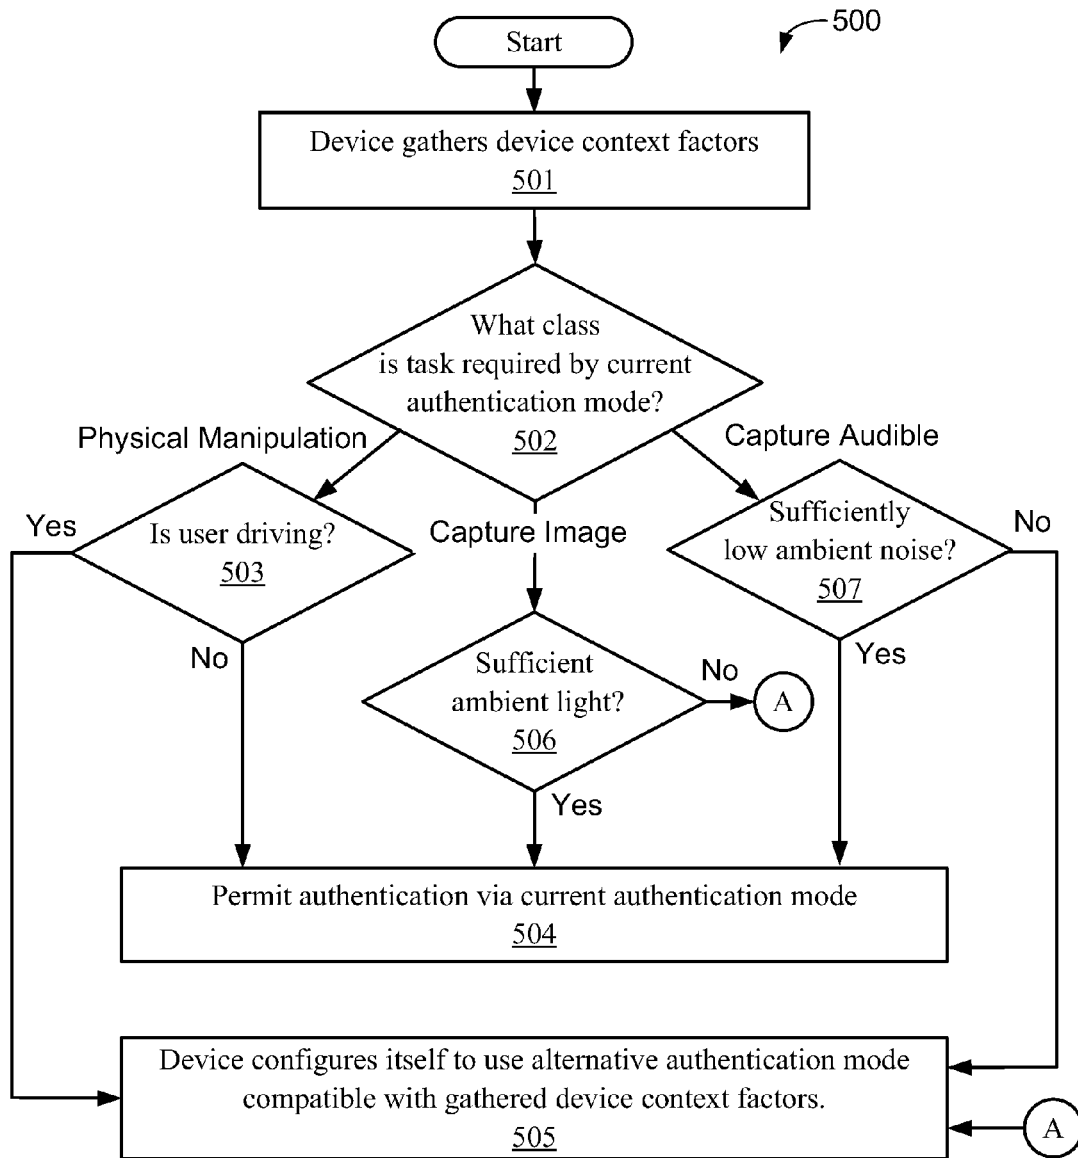 Start
500
Device gathers device context factors
501
What class
is task required by current
authentication mode?
502
Physical Manipulation
Capture Audible
Capture Image
Yes
Is user driving?
503
No
Sufficient
ambient light?
506
No
A
Yes
Sufficiently
low ambient noise?
507
No
Yes
Permit authentication via current authentication mode
504
Device configures itself to use alternative authentication mode
compatible with gathered device context factors.
505
A